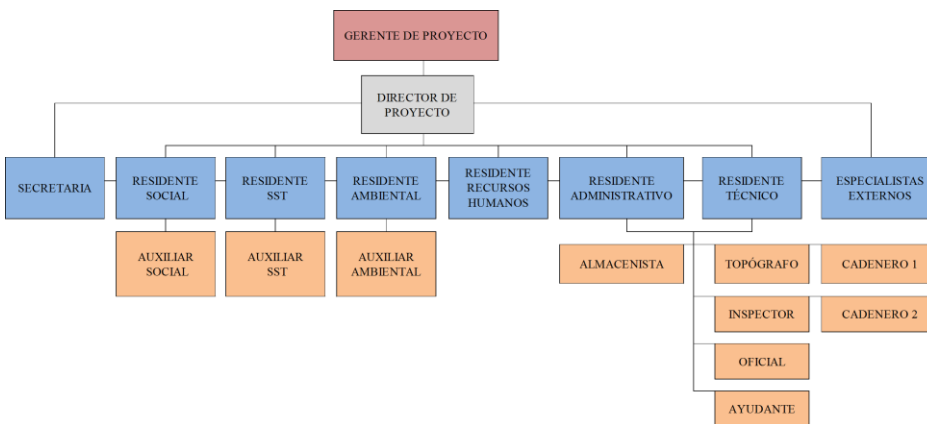 GERENTE DE PROYECTO
DIRECTOR DE
PROYECTO
SECRETARIA
RESIDENTE
SOCIAL
RESIDENTE
SST
RESIDENTE
AMBIENTAL
RESIDENTE
RECURSOS
HUMANOS
RESIDENTE
ADMINISTRATIVO
RESIDENTE
TÉCNICO
ESPECIALISTAS
EXTERNOS
AUXILIAR
SOCIAL
AUXILIAR
SST
AUXILIAR
AMBIENTAL
ALMACENISTA
TOPÓGRAFO
CADENERO 1
INSPECTOR
CADENERO 2
OFICIAL
AYUDANTE